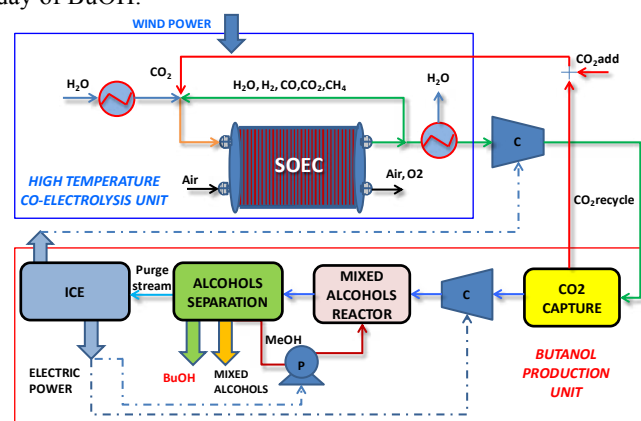 day of BuOH.
WIND POWER
CO2add
H2O
CO2
H2O, H2, CO,CO2,CH4
H2O
C
SOEC
HIGH TEMPERATURE
CO-ELECTROLYSIS UNIT
Air
Air, O2
CO2recycle
Purge
stream
ICE
ALCOHOLS
SEPARATION
MIXED
ALCOHOLS
REACTOR
C
CO2
CAPTURE
MeOH
P
ELECTRIC
POWER
BuOH
MIXED
ALCOHOLS
BUTANOL
PRODUCTION
UNIT